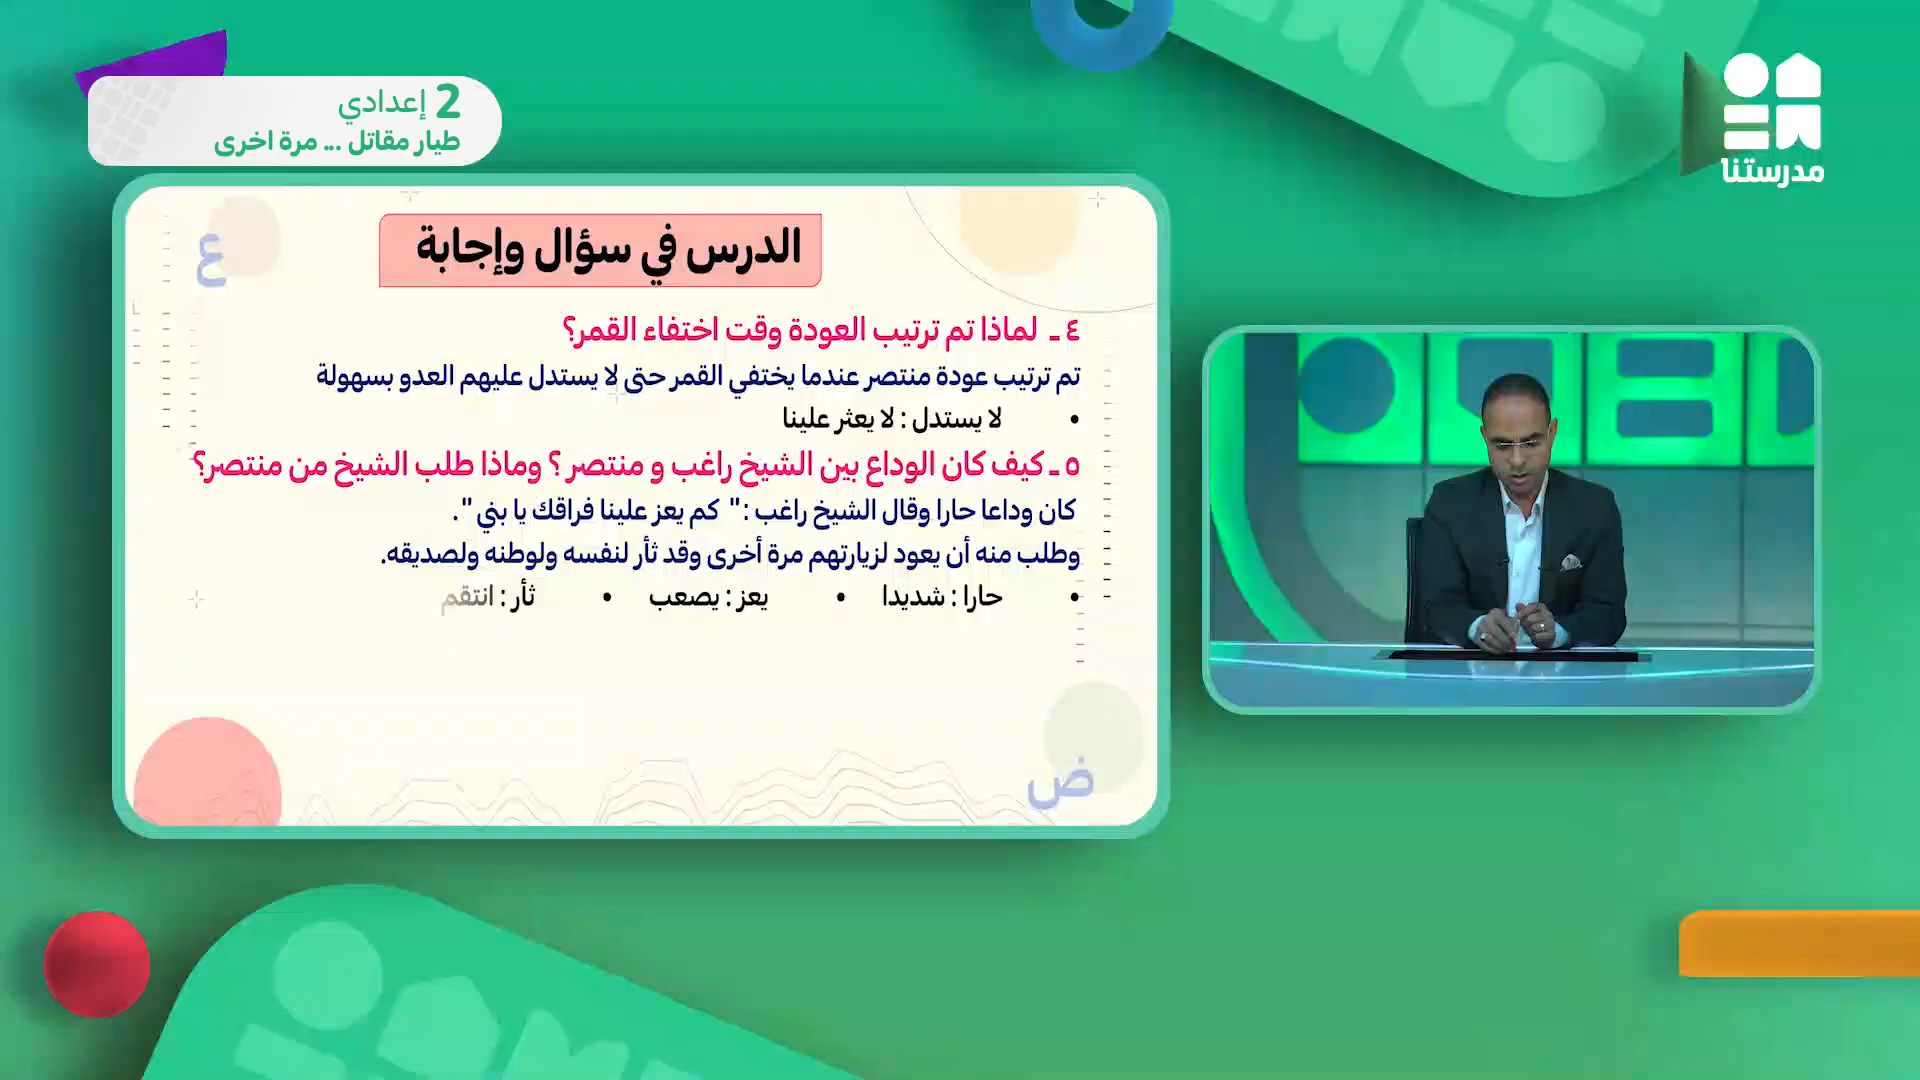 2 إعدادي
طيار مقاتل ... مرة اخرى
مدرستنا
الدرس في سؤال وإجابة
ع
٤ ـ لماذا تم ترتيب العودة وقت اختفاء القمر؟
تم ترتيب عودة منتصر عندما يختفي القمر حتى لا يستدل عليهم العدو بسهولة
• لا يستدل : لا يعثر علينا
٥ ـ كيف كان الوداع بين الشيخ راغب و منتصر ؟ وماذا طلب الشيخ من منتصر؟
كان وداعا حارا وقال الشيخ راغب : " كم يعز علينا فراقك يا بني ".
وطلب منه أن يعود لزيارتهم مرة أخرى وقد ثأر لنفسه ولوطنه ولصديقه.
• حارا : شديدا • يعز : يصعب • ثأر : انتقم
ض